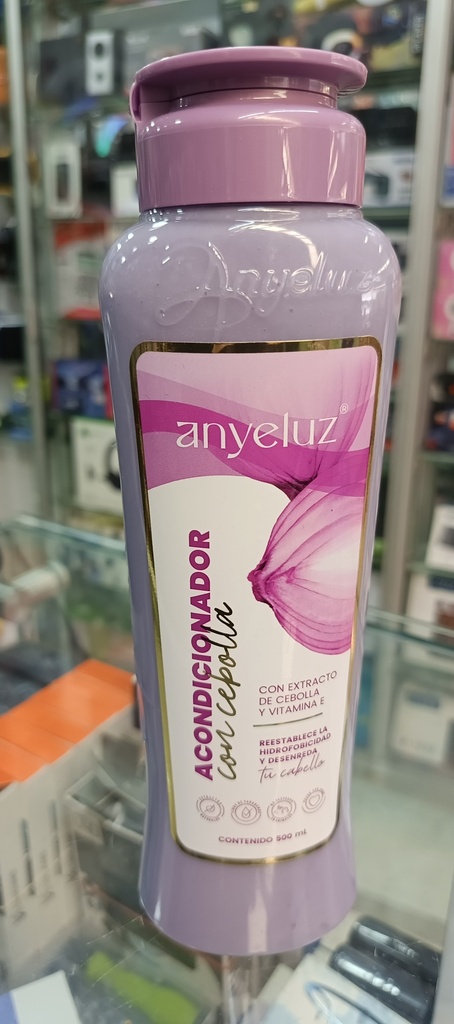 Anyeluz
anyeluz®
ACONDICIONADOR
con cebolla
CON EXTRACTO
DE CEBOLLA
Y VITAMINA E
REESTABLECE LA
HIDROFOBICIDAD
Y DESENREDA
tu cabello
CONTENIDO 500 mL